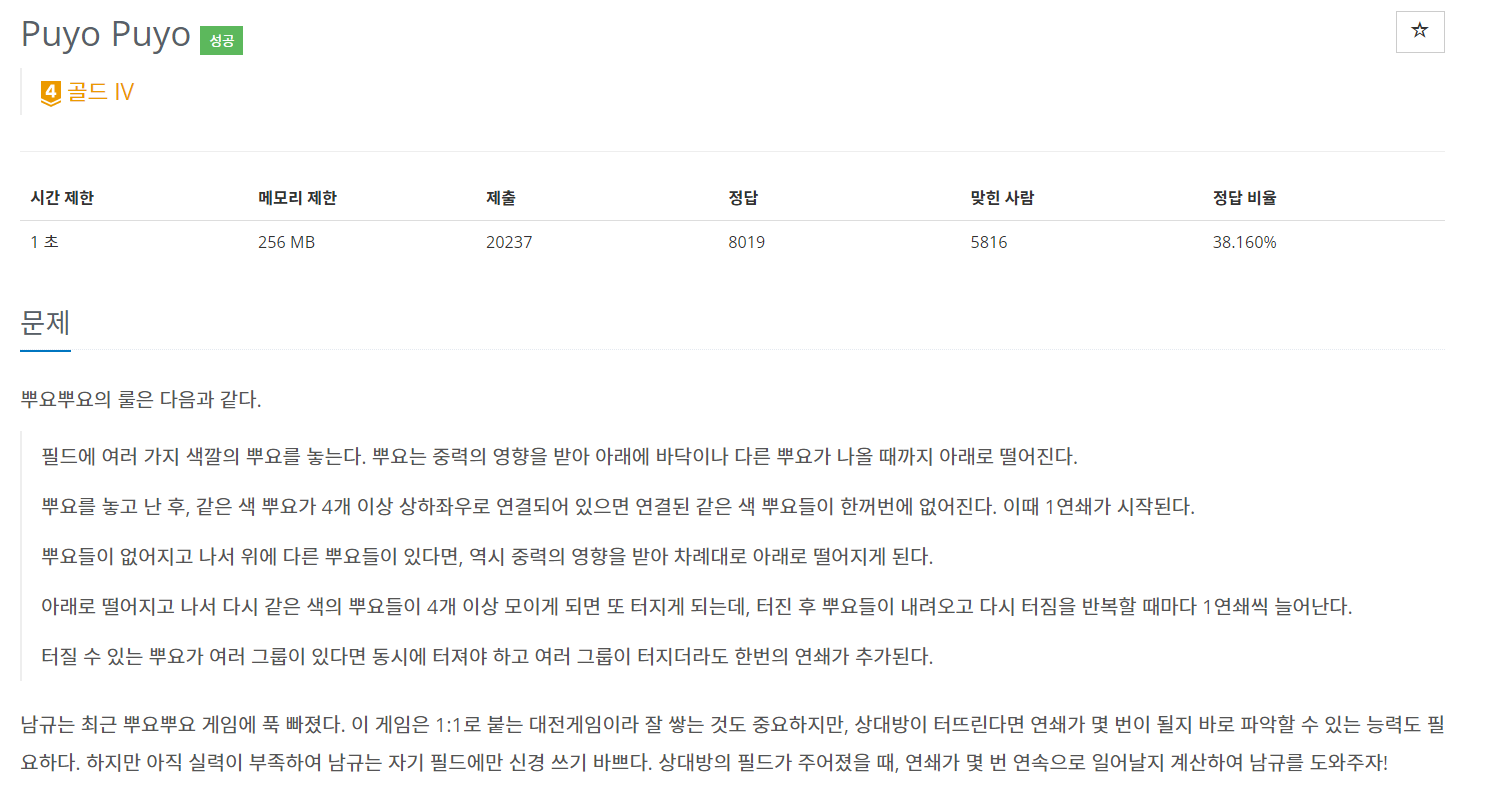 Puyo Puyo 성공
☆
4 골드 IV
시간 제한 메모리 제한 제출 정답 맞힌 사람 정답 비율
1 초 256 MB 20237 8019 5816 38.160%
문제
뿌요뿌요의 룰은 다음과 같다.
필드에 여러 가지 색깔의 뿌요를 놓는다. 뿌요는 중력의 영향을 받아 아래에 바닥이나 다른 뿌요가 나올 때까지 아래로 떨어진다.
뿌요를 놓고 난 후, 같은 색 뿌요가 4개 이상 상하좌우로 연결되어 있으면 연결된 같은 색 뿌요들이 한꺼번에 없어진다. 이때 1연쇄가 시작된다.
뿌요들이 없어지고 나서 위에 다른 뿌요들이 있다면, 역시 중력의 영향을 받아 차례대로 아래로 떨어지게 된다.
아래로 떨어지고 나서 다시 같은 색의 뿌요들이 4개 이상 모이게 되면 또 터지게 되는데, 터진 후 뿌요들이 내려오고 다시 터짐을 반복할 때마다 1연쇄씩 늘어난다.
터질 수 있는 뿌요가 여러 그룹이 있다면 동시에 터져야 하고 여러 그룹이 터지더라도 한번의 연쇄가 추가된다.
남규는 최근 뿌요뿌요 게임에 푹 빠졌다. 이 게임은 1:1로 붙는 대전게임이라 잘 쌓는 것도 중요하지만, 상대방이 터뜨린다면 연쇄가 몇 번이 될지 바로 파악할 수 있는 능력도 필
요하다. 하지만 아직 실력이 부족하여 남규는 자기 필드에만 신경 쓰기 바쁘다. 상대방의 필드가 주어졌을 때, 연쇄가 몇 번 연속으로 일어날지 계산하여 남규를 도와주자!